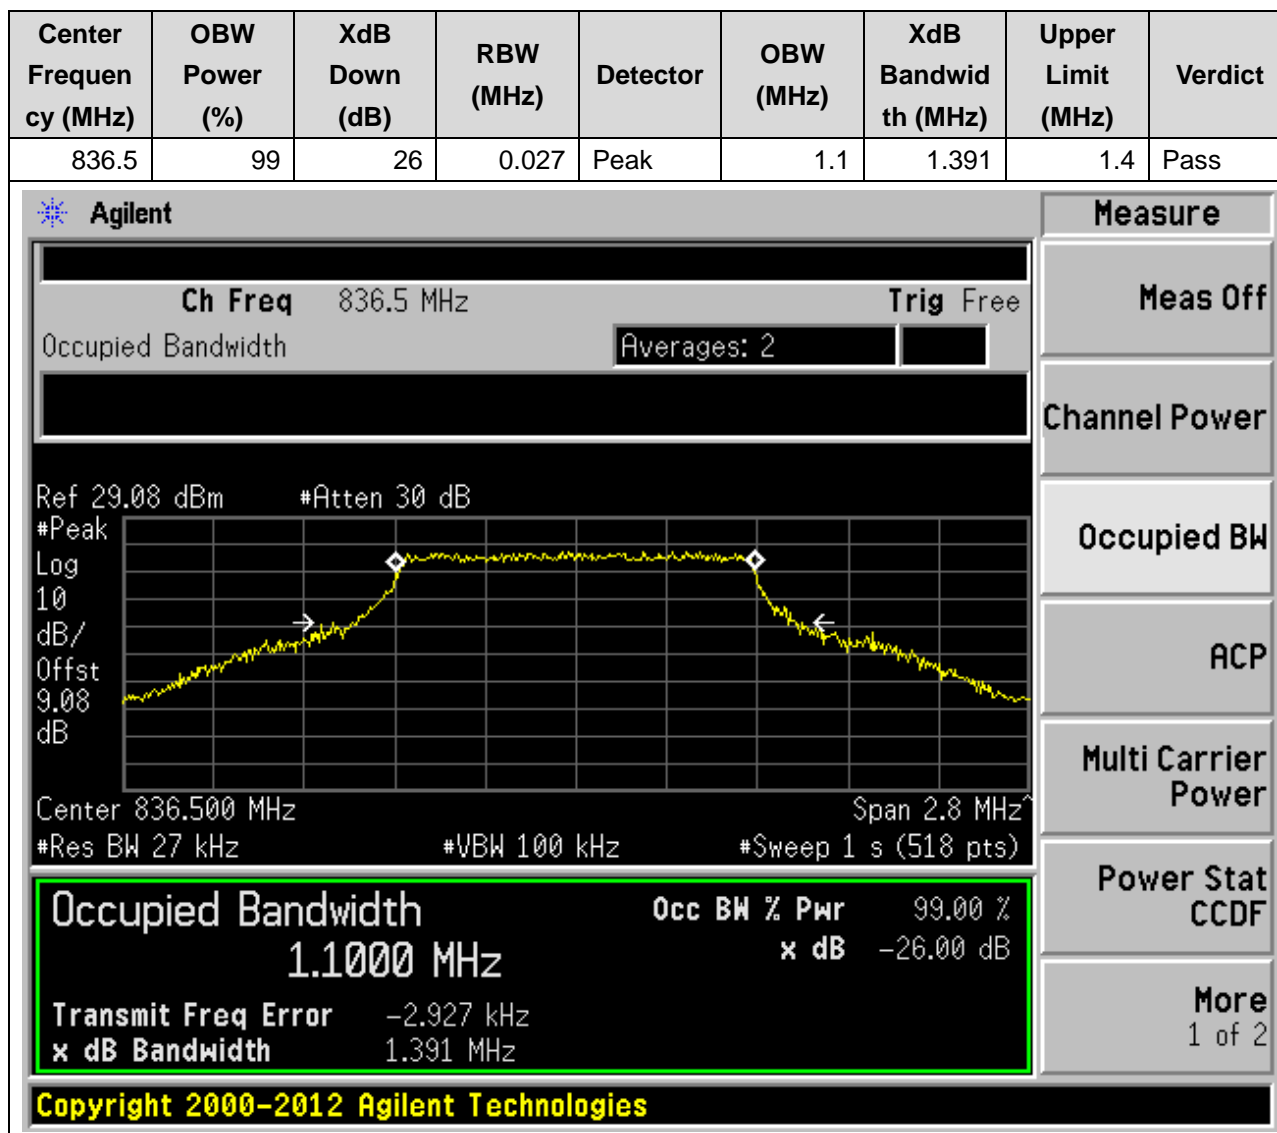 Center Frequen cy (MHz)
OBW Power (%)
XdB Down (dB)
RBW (MHz)
Detector
OBW (MHz)
XdB Bandwid th (MHz)
Upper Limit (MHz)
Verdict
836.5 99 26 0.027 Peak 1.1 1.391 1.4 Pass
Agilent
Ch Freq 836.5 MHz Trig Free
Occupied Bandwidth Averages: 2
Ref 29.08 dBm #Atten 30 dB
#Peak
Log
10
dB/
Offst
9.08
dB
Center 836.500 MHz Span 2.8 MHz^
#Res BW 27 kHz #VBW 100 kHz #Sweep 1 s (518 pts)
Occupied Bandwidth Occ BW % Pwr 99.00 %
1.1000 MHz x dB -26.00 dB
Transmit Freq Error -2.927 kHz
x dB Bandwidth 1.391 MHz
Copyright 2000-2012 Agilent Technologies
Measure
Meas Off
Channel Power
Occupied BW
ACP
Multi Carrier
Power
Power Stat
CCDF
More
1 of 2